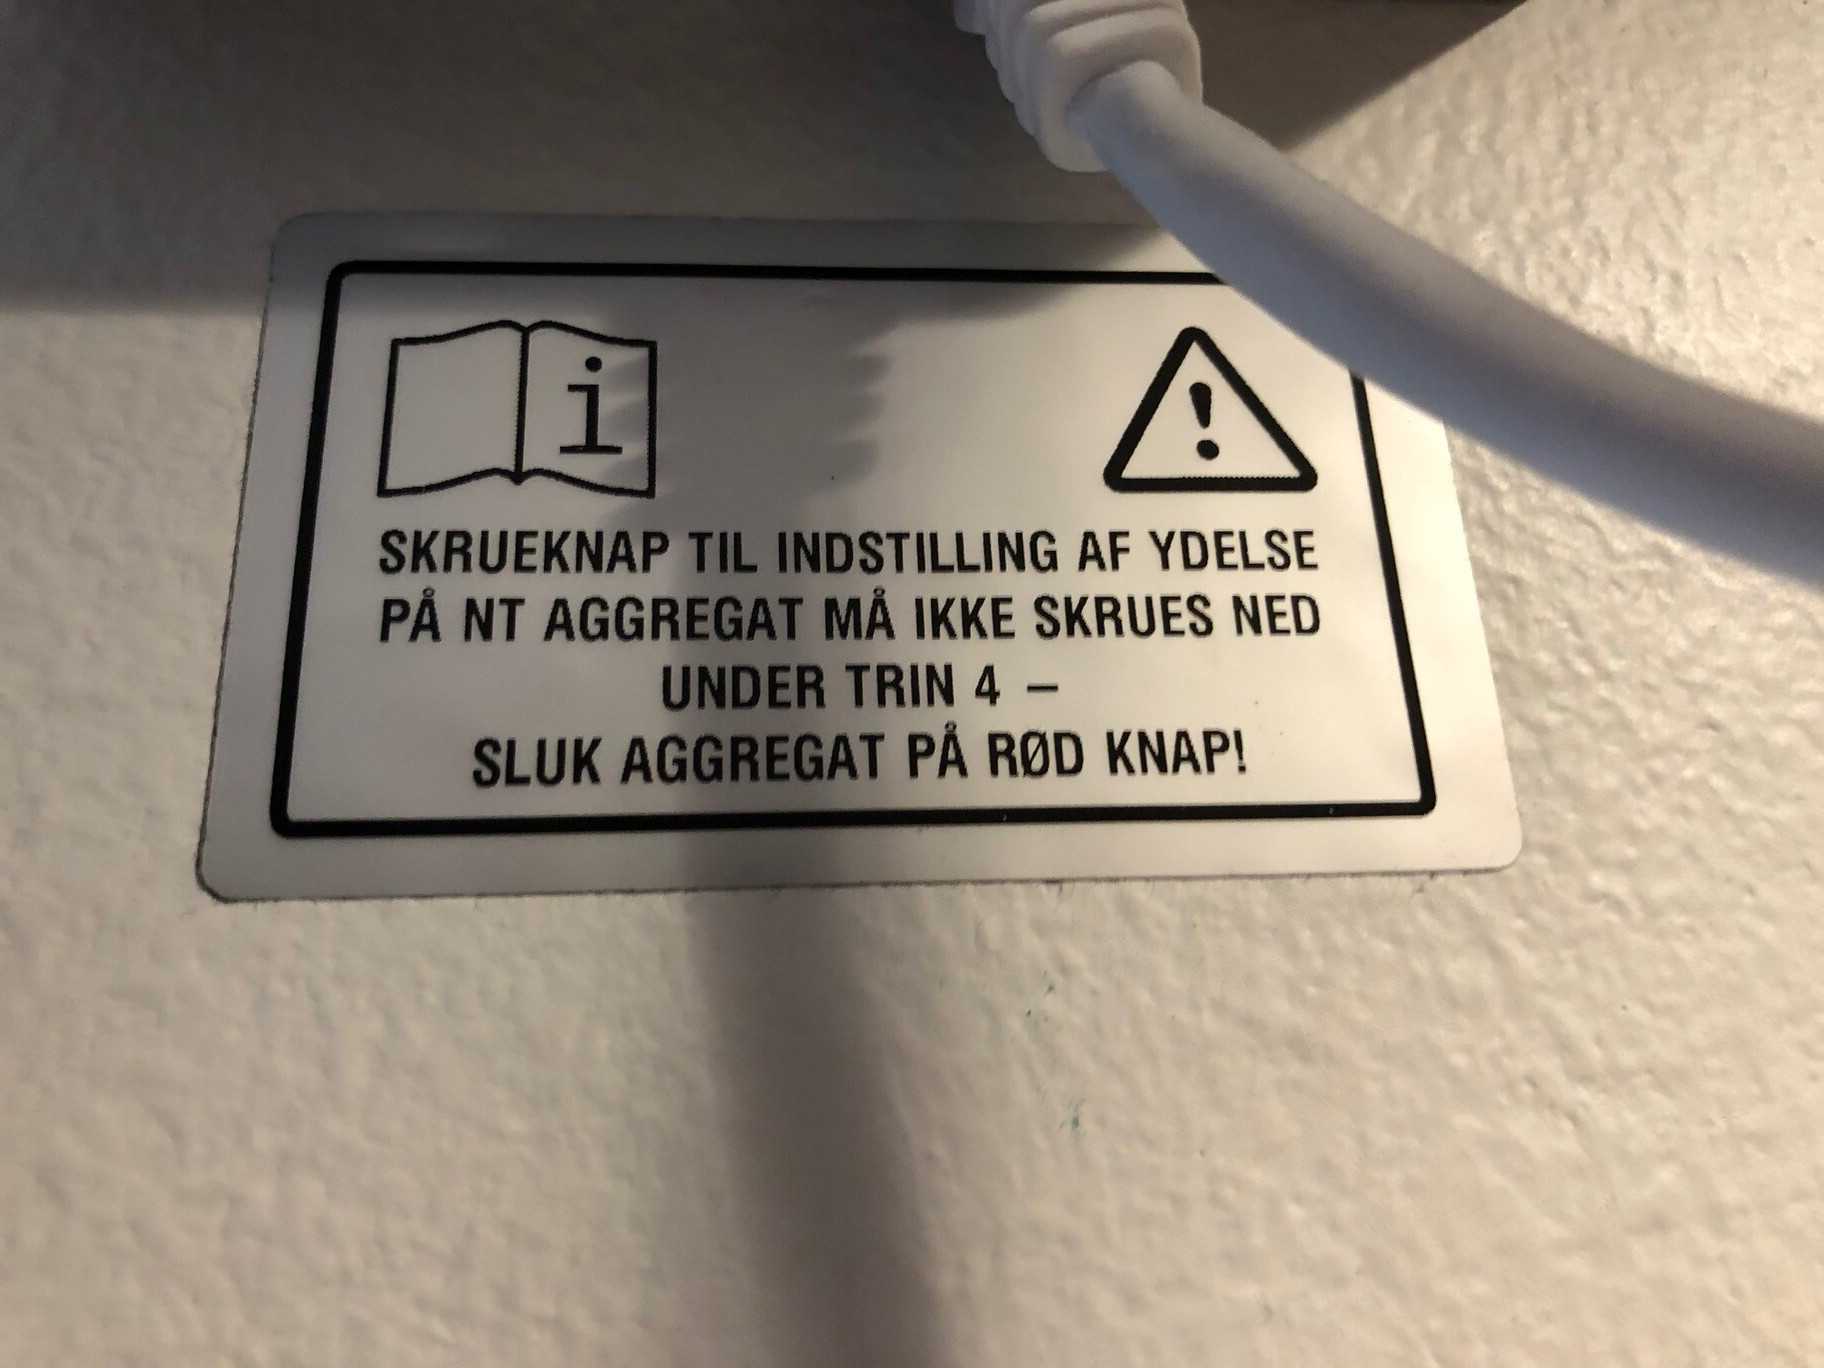 SKRUEKNAP TIL INDSTILLING AF YDELSE
PÅ NT AGGREGAT MÅ IKKE SKRUES NED
UNDER TRIN 4 –
SLUK AGGREGAT PÅ RØD KNAP!